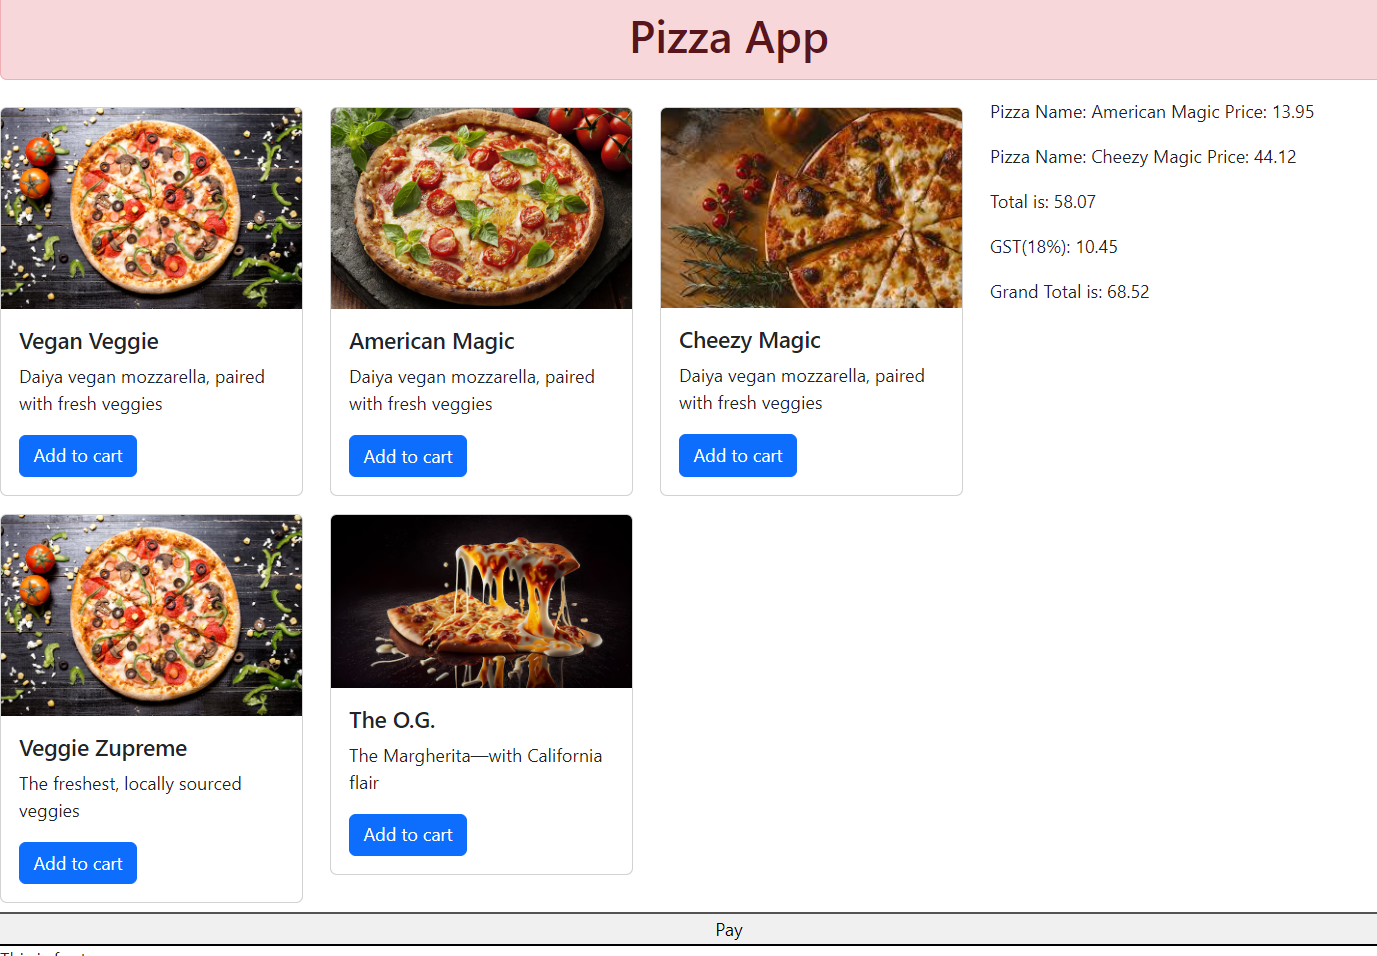 Pizza App
Vegan Veggie
Daiya vegan mozzarella, paired
with fresh veggies
Add to cart
American Magic
Daiya vegan mozzarella, paired
with fresh veggies
Add to cart
Cheezy Magic
Daiya vegan mozzarella, paired
with fresh veggies
Add to cart
Pizza Name: American Magic Price: 13.95
Pizza Name: Cheezy Magic Price: 44.12
Total is: 58.07
GST(18%): 10.45
Grand Total is: 68.52
Veggie Zupreme
The freshest, locally sourced
veggies
Add to cart
The O.G.
The Margherita—with California
flair
Add to cart
Pay